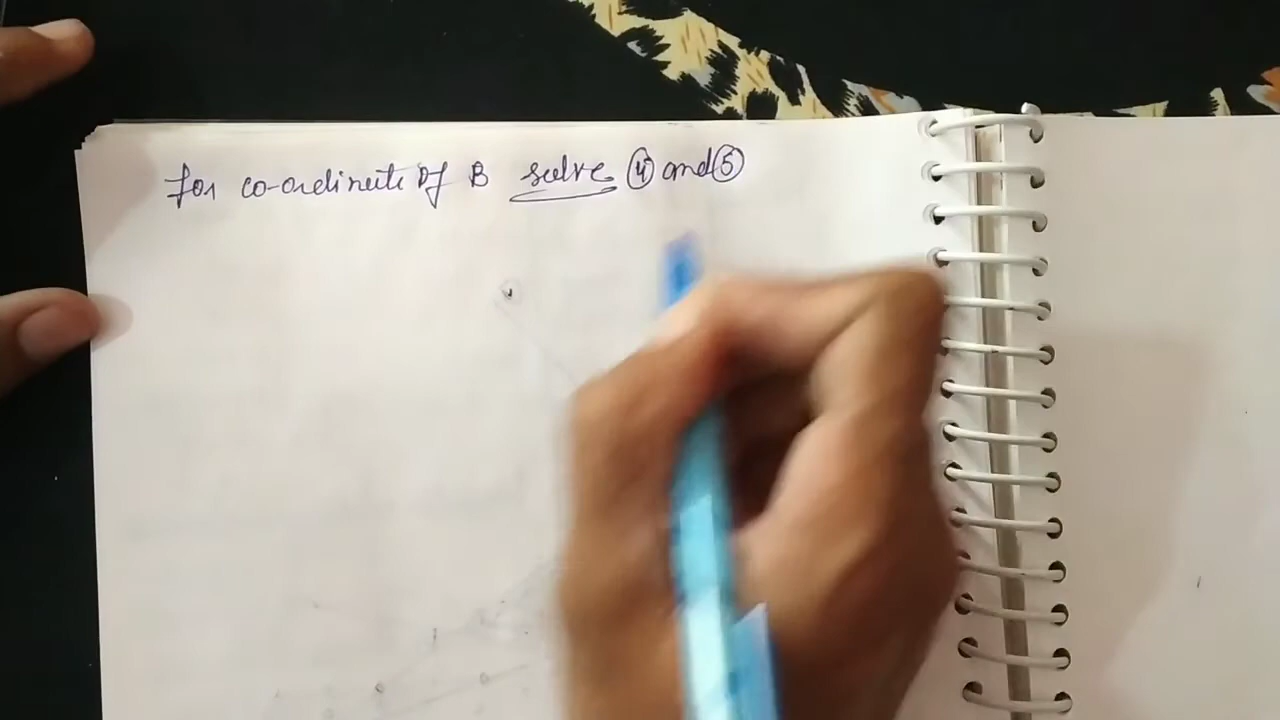 for co-ordinate of B solve ④ and ⑤